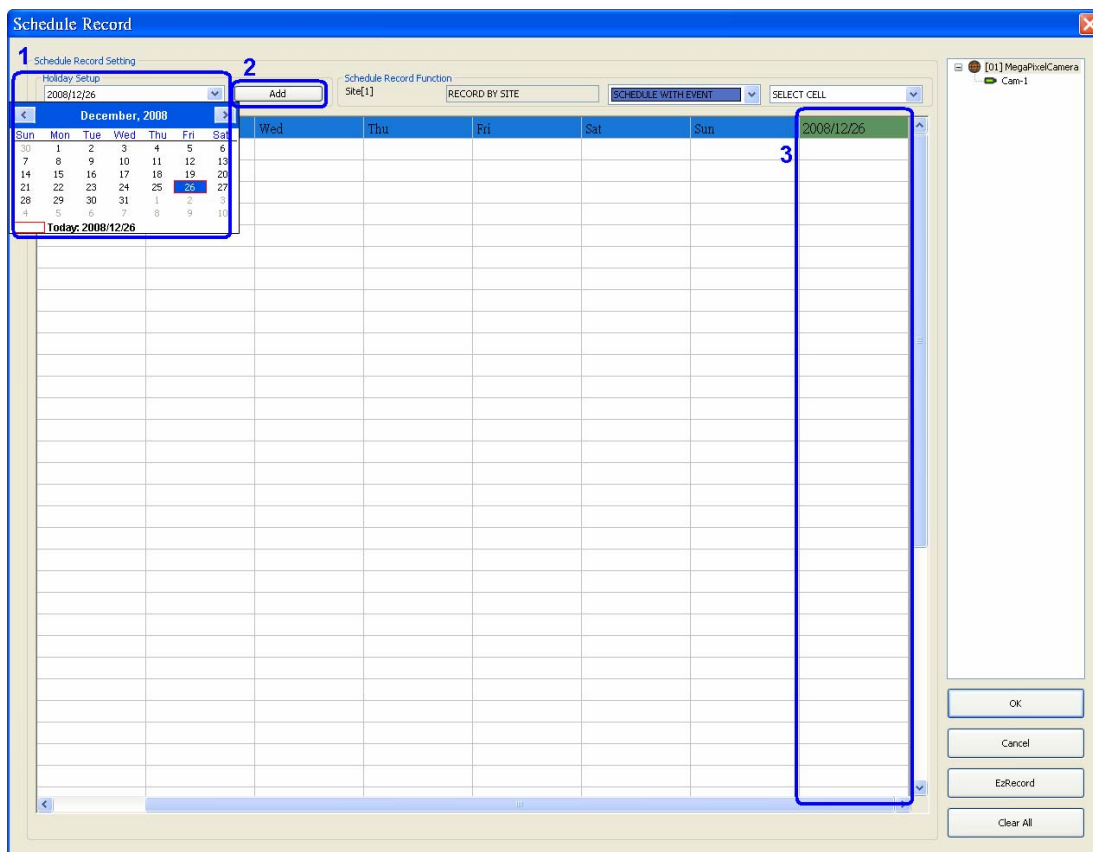 Schedule Record
1
Schedule Record Setting
Holiday Setup
2008/12/26
2
Add
Schedule Record Function
Site[1]
RECORD BY SITE
SCHEDULE WITH EVENT
SELECT CELL
[01] MegaPixelCamera
Cam-1
December, 2008
Sun Mon Tue Wed Thu Fri Sat
30 1 2 3 4 5 6
7 8 9 10 11 12 13
14 15 16 17 18 19 20
21 22 23 24 25 26 27
28 29 30 31 1 2 3
4 5 6 7 8 9 10
Today: 2008/12/26
Wed Thu Fri Sat Sun 2008/12/26
3
OK
Cancel
EzRecord
Clear All